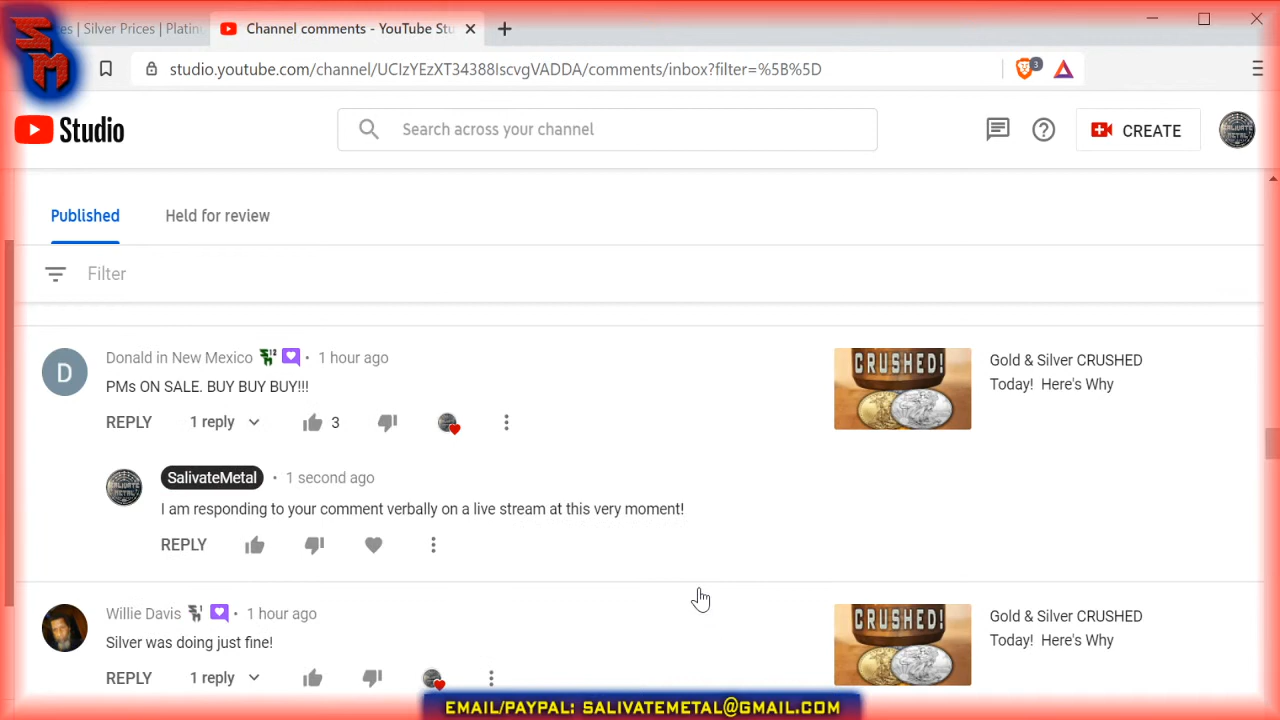 es | Silver Prices | Platin
Channel comments - YouTube Stu
studio.youtube.com/channel/UCIzYEzXT34388lscvgVADDA/comments/inbox?filter=%5B%5D
3
SM
Studio
Search across your channel
CREATE
Published
Held for review
Filter
Donald in New Mexico 12 • 1 hour ago
PMs ON SALE. BUY BUY BUY!!!
REPLY 1 reply 3
CRUSHED!
Gold & Silver CRUSHED
Today! Here's Why
SalivateMetal • 1 second ago
I am responding to your comment verbally on a live stream at this very moment!
REPLY
Willie Davis 1 • 1 hour ago
Silver was doing just fine!
REPLY 1 reply
CRUSHED!
Gold & Silver CRUSHED
Today! Here's Why
EMAIL/PAYPAL: SALIVATEMETAL@GMAIL.COM